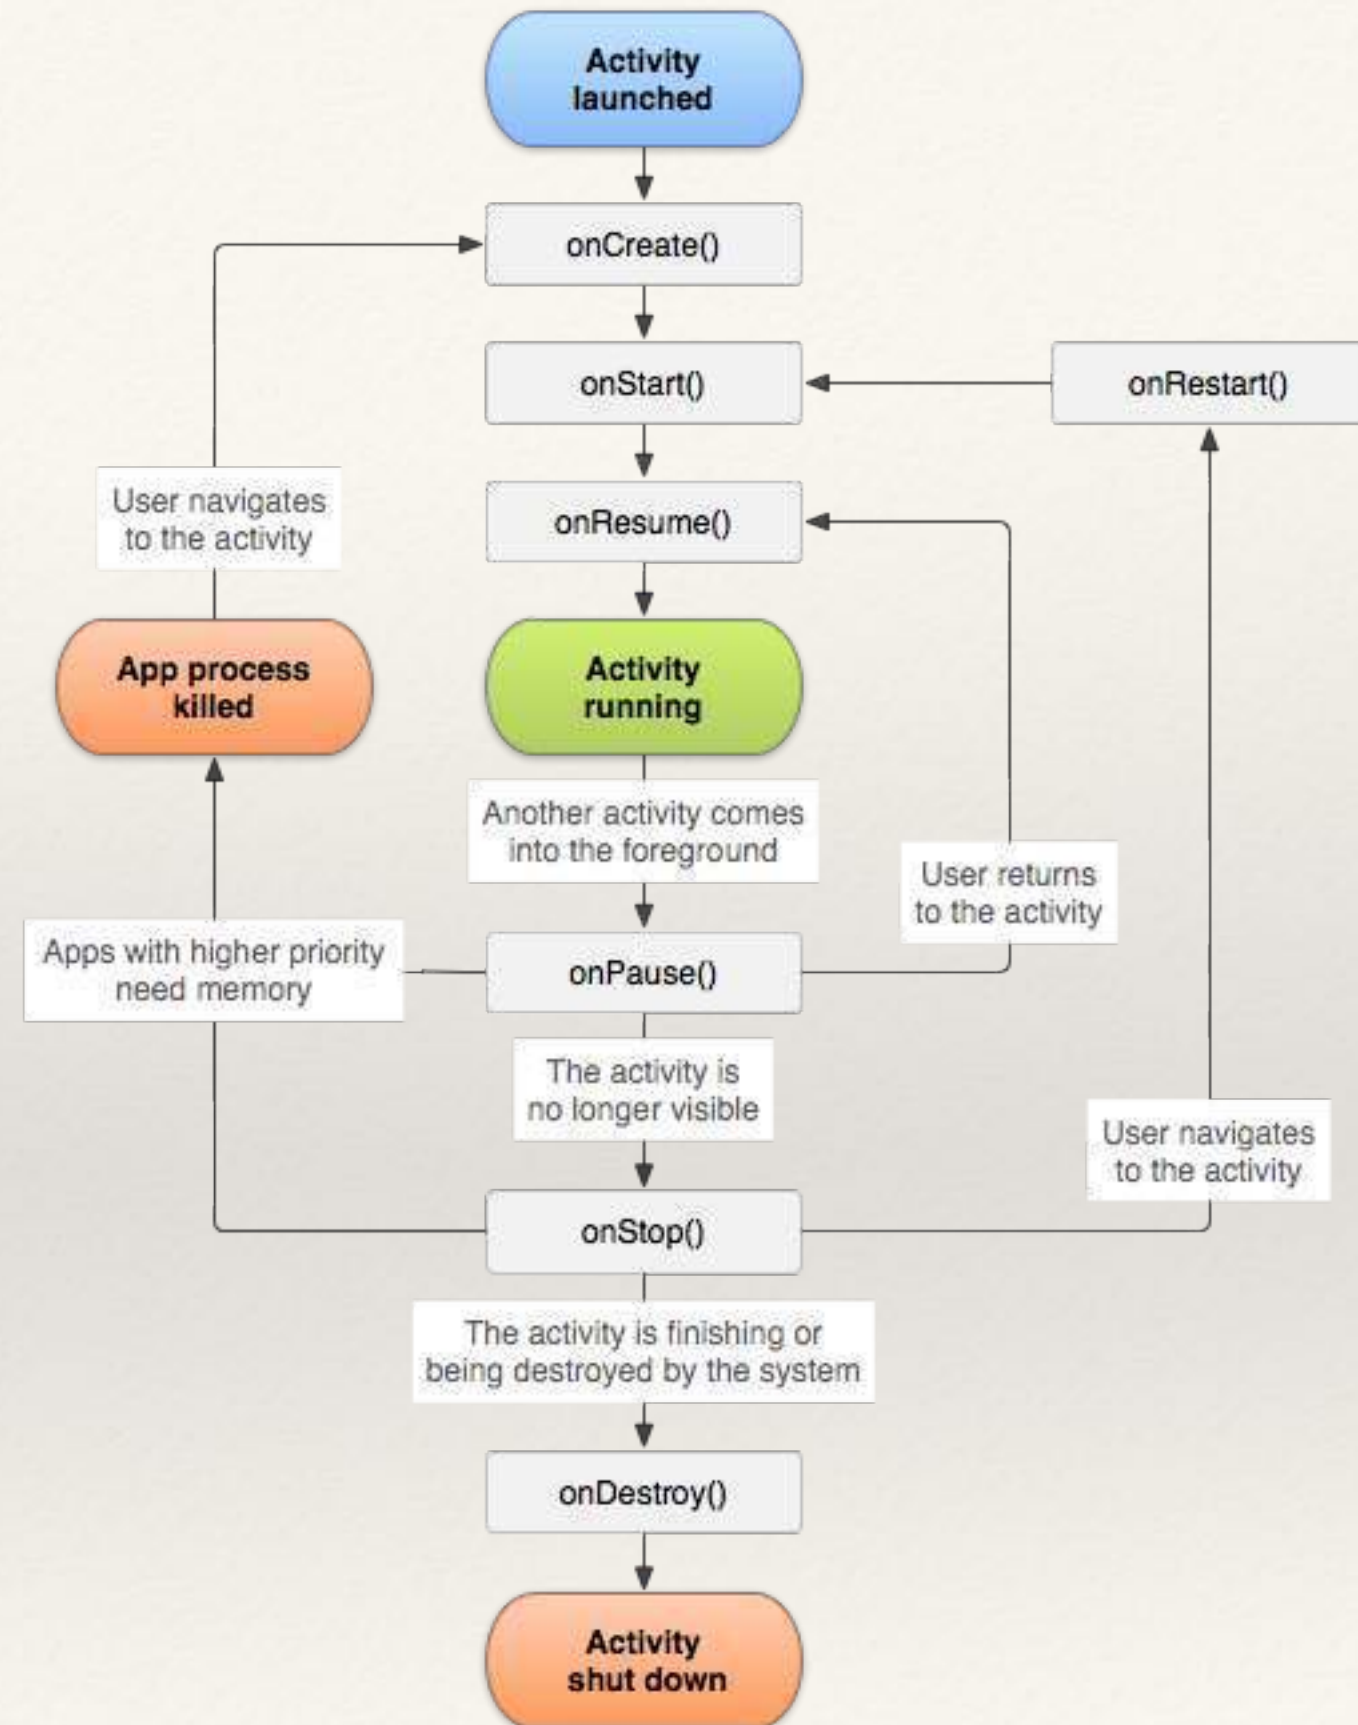 Activity
launched
onCreate()
onStart()
onRestart()
User navigates
to the activity
onResume()
App process
killed
Activity
running
Another activity comes
into the foreground
User returns
to the activity
Apps with higher priority
need memory
onPause()
The activity is
no longer visible
User navigates
to the activity
onStop()
The activity is finishing or
being destroyed by the system
onDestroy()
Activity
shut down